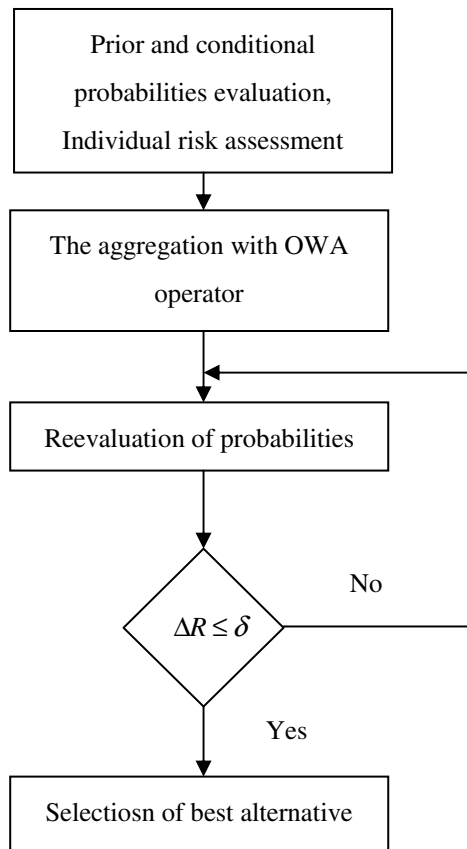 Prior and conditional
probabilities evaluation,
Individual risk assessment
The aggregation with OWA
operator
Reevaluation of probabilities
No
ΔR ≤ δ
Yes
Selectiosn of best alternative